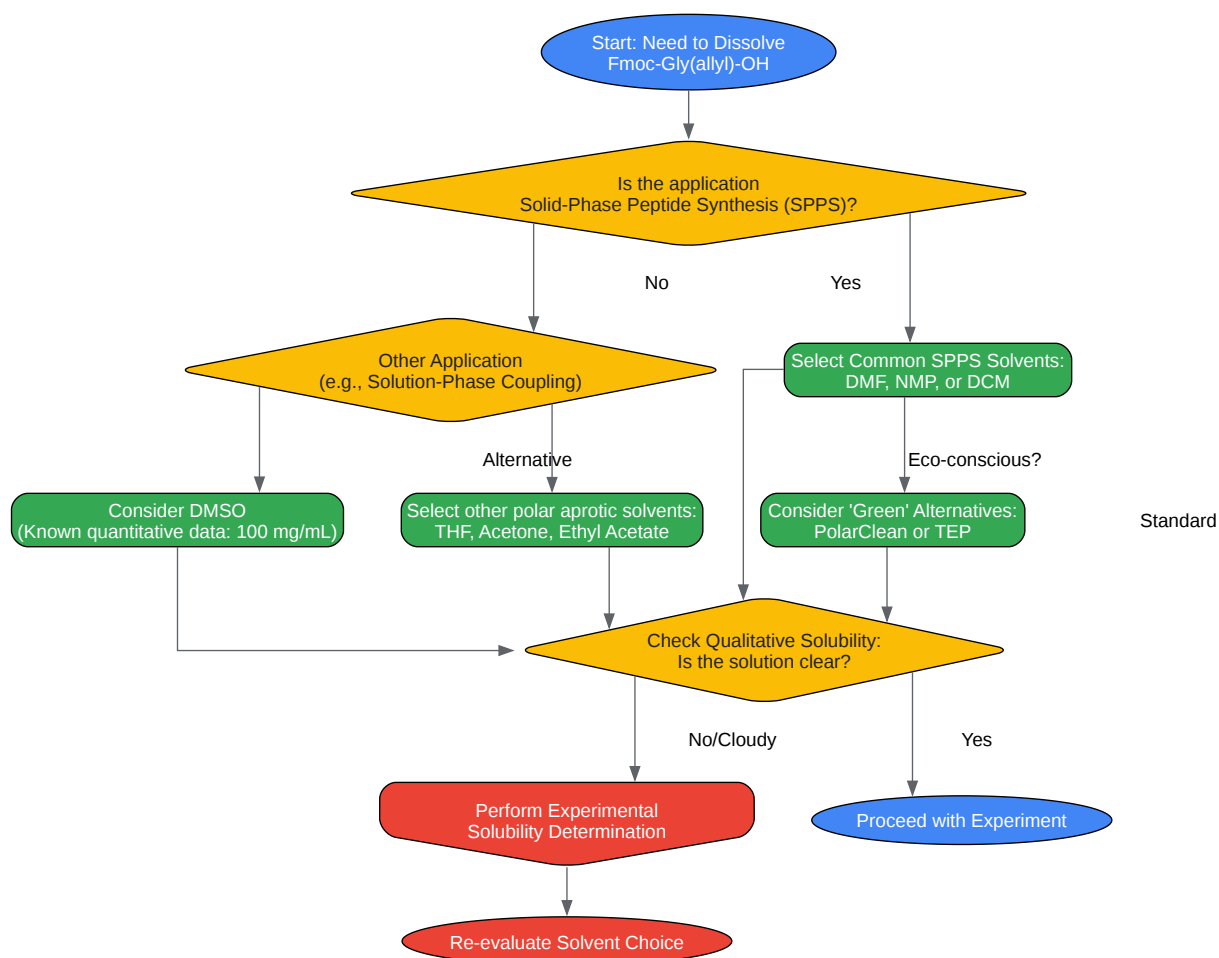 Start: Need to Dissolve
Fmoc-Gly(allyl)-OH
Is the application
Solid-Phase Peptide Synthesis (SPPS)?
No
Yes
Other Application
(e.g., Solution-Phase Coupling)
Select Common SPPS Solvents:
DMF, NMP, or DCM
Alternative
Eco-conscious?
Consider DMSO
(Known quantitative data: 100 mg/mL)
Select other polar aprotic solvents:
THF, Acetone, Ethyl Acetate
Consider 'Green' Alternatives:
PolarClean or TEP
Standard
Check Qualitative Solubility:
Is the solution clear?
No/Cloudy
Yes
Perform Experimental
Solubility Determination
Proceed with Experiment
Re-evaluate Solvent Choice